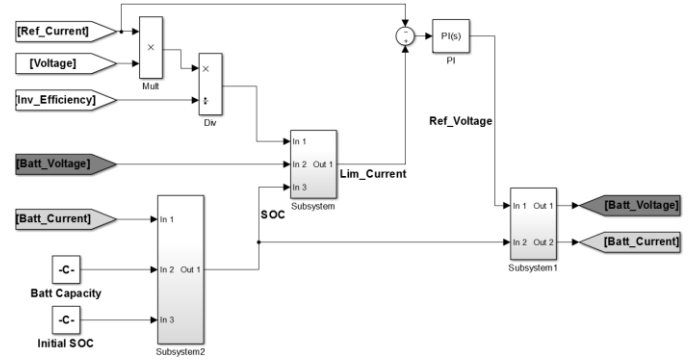 [Ref_Current]
[Voltage]
×
Mult
[Inv_Efficiency]
×
÷
Div
−
+
PI(s)
PI
Ref_Voltage
[Batt_Voltage]
In 1
In 2
In 3
Out 1
Subsystem
Lim_Current
SOC
[Batt_Current]
-C-
Batt Capacity
-C-
Initial SOC
In 1
In 2
In 3
Out 1
Subsystem2
In 1
In 2
Out 1
Out 2
Subsystem1
[Batt_Voltage]
[Batt_Current]